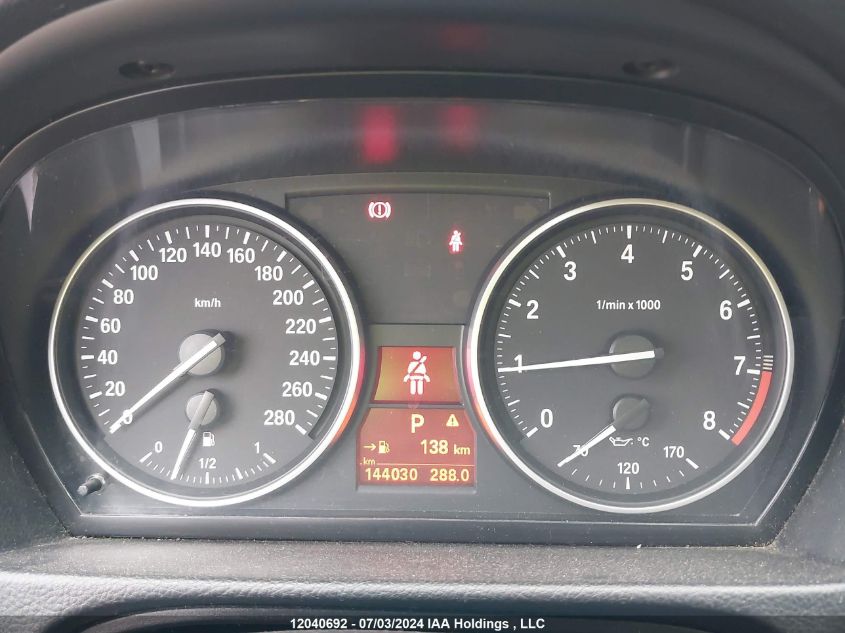 km/h
0 20 40 60 80 100 120 140 160 180 200 220 240 260 280
0 1/2 1
P
138 km
km
144030 288.0
1/min x 1000
0 1 2 3 4 5 6 7 8
°C
70 120 170
12040692 - 07/03/2024 IAA Holdings , LLC